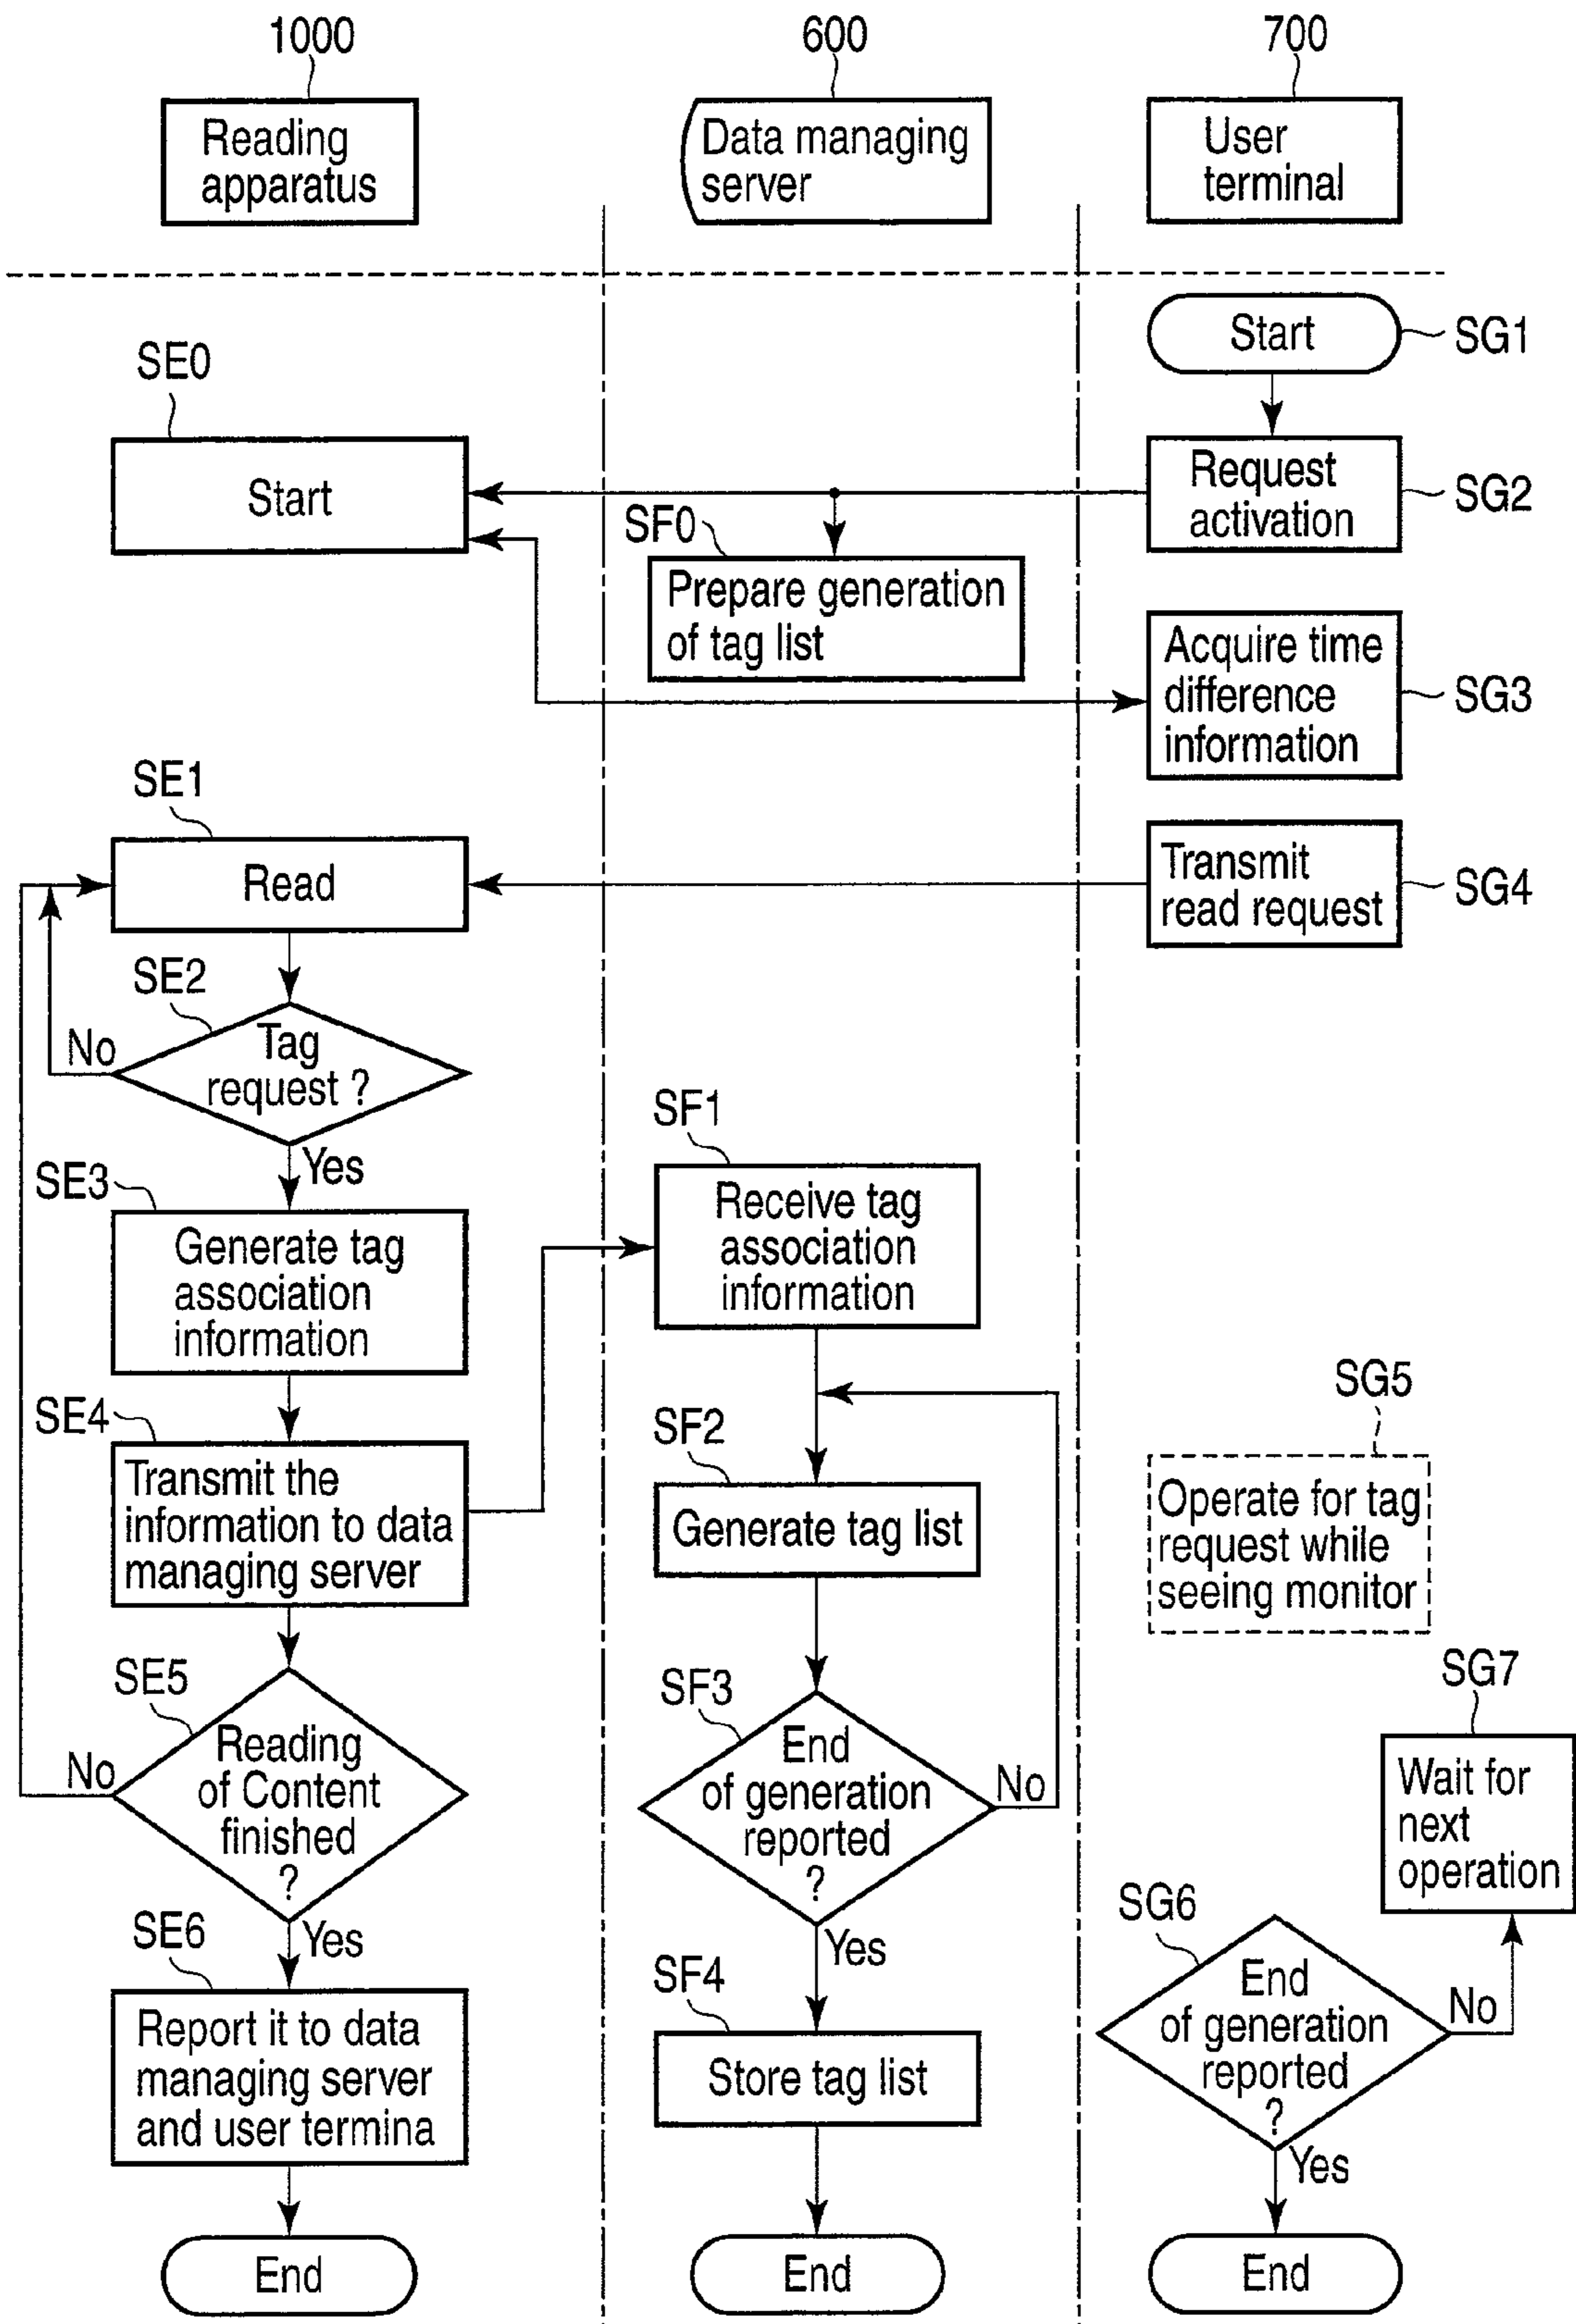 1000
600
700
Reading
apparatus
Data managing
server
User
terminal
Start
SG1
SE0
Start
Request
activation
SG2
SF0
Prepare generation
of tag list
Acquire time
difference
information
SG3
SE1
Read
Transmit
read request
SG4
SE2
Tag
request ?
No
Yes
SF1
Receive tag
association
information
SE3
Generate tag
association
information
SE4
Transmit the
information to data
managing server
SF2
Generate tag list
SG5
Operate for tag
request while
seeing monitor
SE5
Reading
of Content
finished
?
No
Yes
SF3
End
of generation
reported
?
No
Yes
SG7
Wait for
next
operation
SG6
End
of generation
reported
?
No
Yes
SE6
Report it to data
managing server
and user termina
SF4
Store tag list
End
End
End